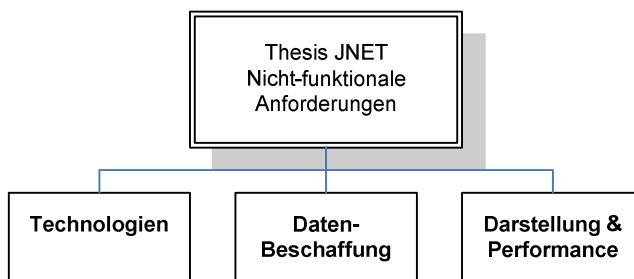 Thesis JNET
Nicht-funktionale
Anforderungen
Technologien
Daten-
Beschaffung
Darstellung &
Performance